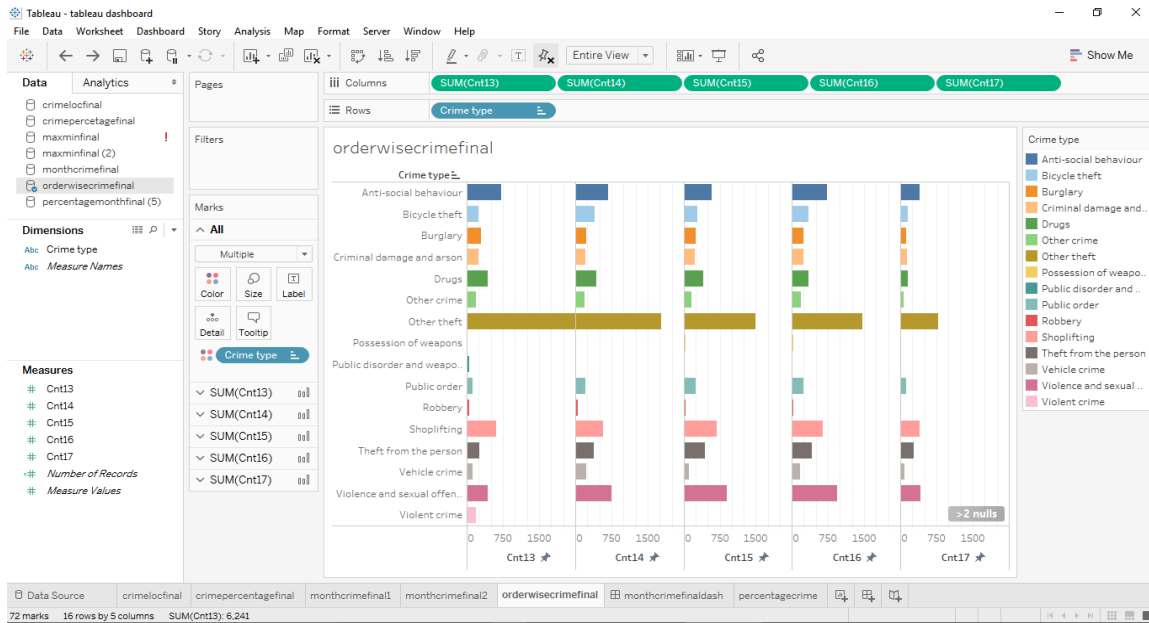 Tableau - tableau dashboard
File Data Worksheet Dashboard Story Analysis Map Format Server Window Help
Entire View
Show Me
Data Analytics
crimelocfinal
crimepercetagefinal
maxminfinal !
maxminfinal (2)
monthcrimefinal
orderwisecrimefinal
percentagemonthfinal (5)
Dimensions
Abc Crime type
Abc Measure Names
Measures
# Cnt13
# Cnt14
# Cnt15
# Cnt16
# Cnt17
=# Number of Records
# Measure Values
Pages
Filters
Marks
All
Multiple
Color Size Label
Detail Tooltip
Crime type
SUM(Cnt13)
SUM(Cnt14)
SUM(Cnt15)
SUM(Cnt16)
SUM(Cnt17)
Columns SUM(Cnt13) SUM(Cnt14) SUM(Cnt15) SUM(Cnt16) SUM(Cnt17)
Rows Crime type
orderwisecrimefinal
Crime type
Anti-social behaviour
Bicycle theft
Burglary
Criminal damage and arson
Drugs
Other crime
Other theft
Possession of weapons
Public disorder and weapo..
Public order
Robbery
Shoplifting
Theft from the person
Vehicle crime
Violence and sexual offen..
Violent crime
>2 nulls
0 750 1500 0 750 1500 0 750 1500 0 750 1500 0 750 1500
Cnt13 Cnt14 Cnt15 Cnt16 Cnt17
Crime type
Anti-social behaviour
Bicycle theft
Burglary
Criminal damage and..
Drugs
Other crime
Other theft
Possession of weapo..
Public disorder and ..
Public order
Robbery
Shoplifting
Theft from the person
Vehicle crime
Violence and sexual ..
Violent crime
Data Source crimelocfinal crimepercetagefinal monthcrimefinal1 monthcrimefinal2 orderwisecrimefinal monthcrimefinaldash percentagecrime
72 marks 16 rows by 5 columns SUM(Cnt13): 6,241